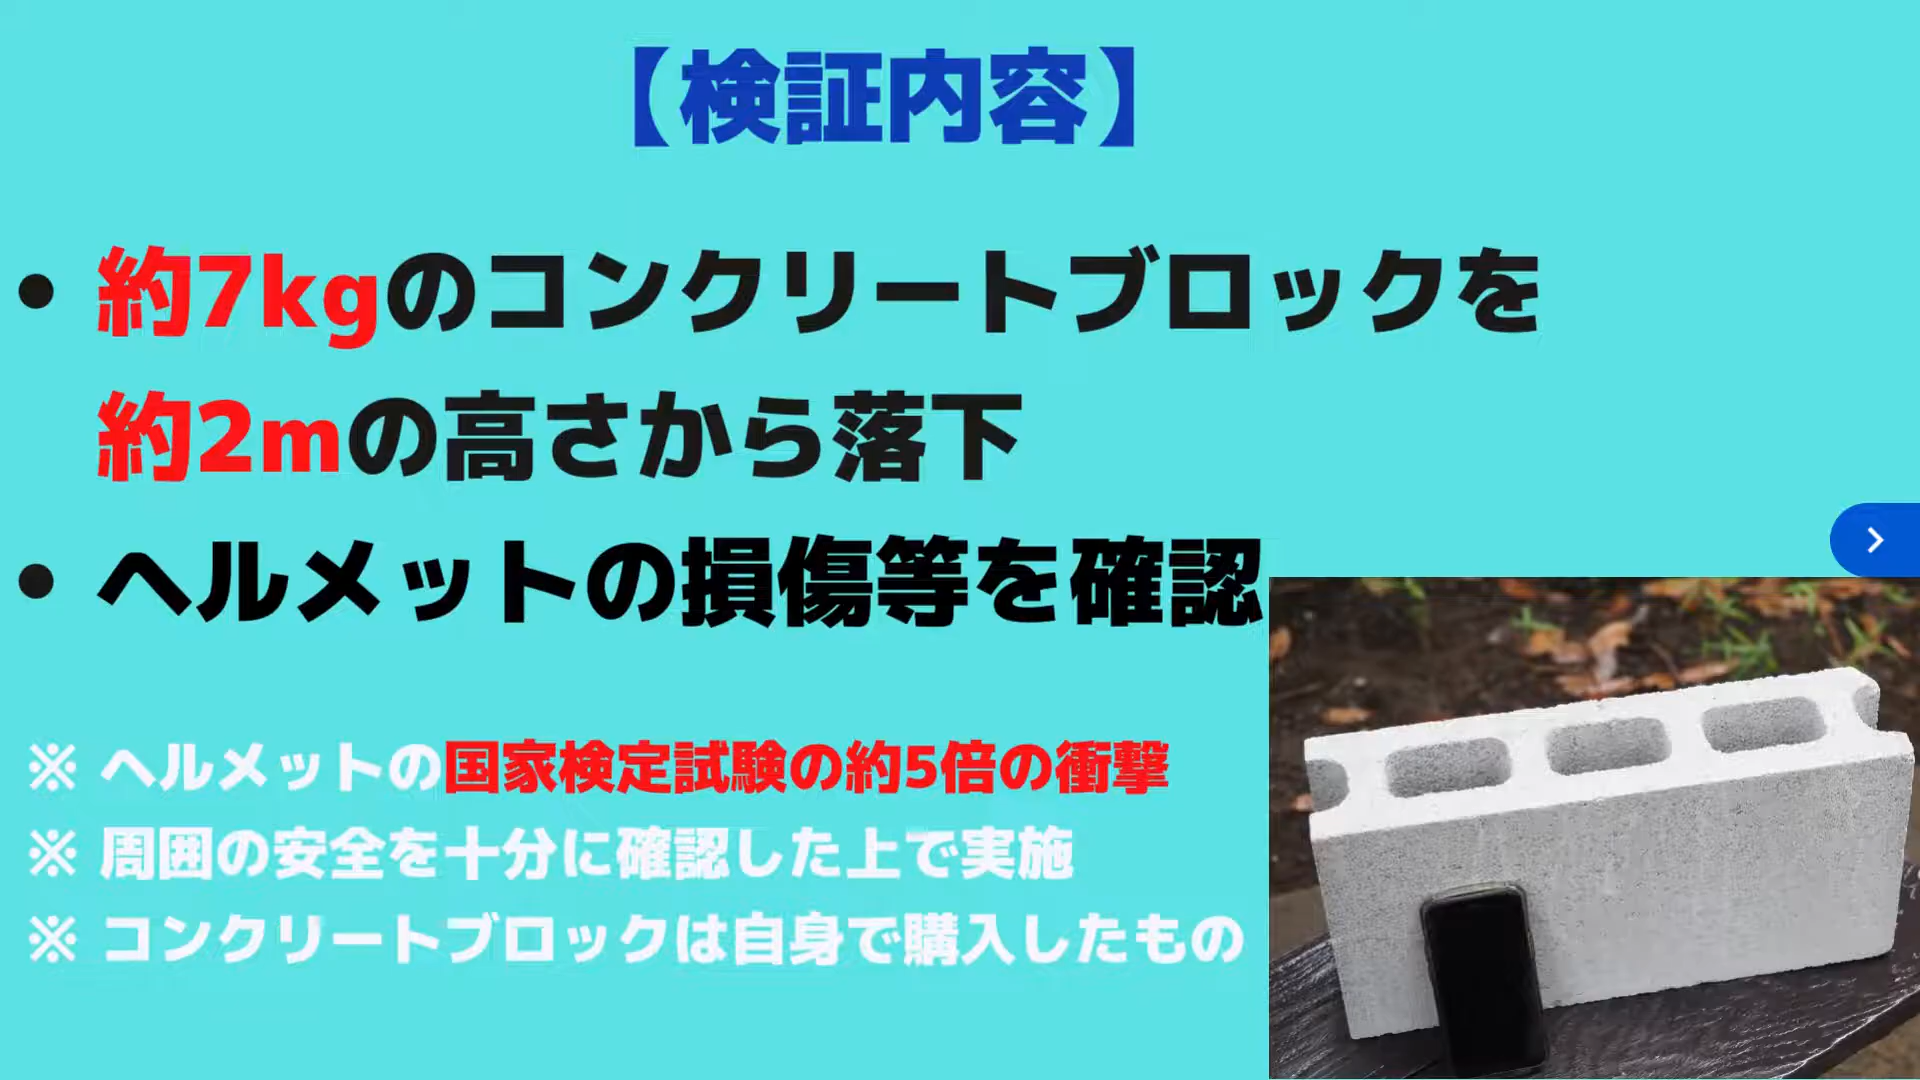 【検証内容】
• 約7kgのコンクリートブロックを
約2mの高さから落下
• ヘルメットの損傷等を確認
※ ヘルメットの国家検定試験の約5倍の衝撃
※ 周囲の安全を十分に確認した上で実施
※ コンクリートブロックは自身で購入したもの